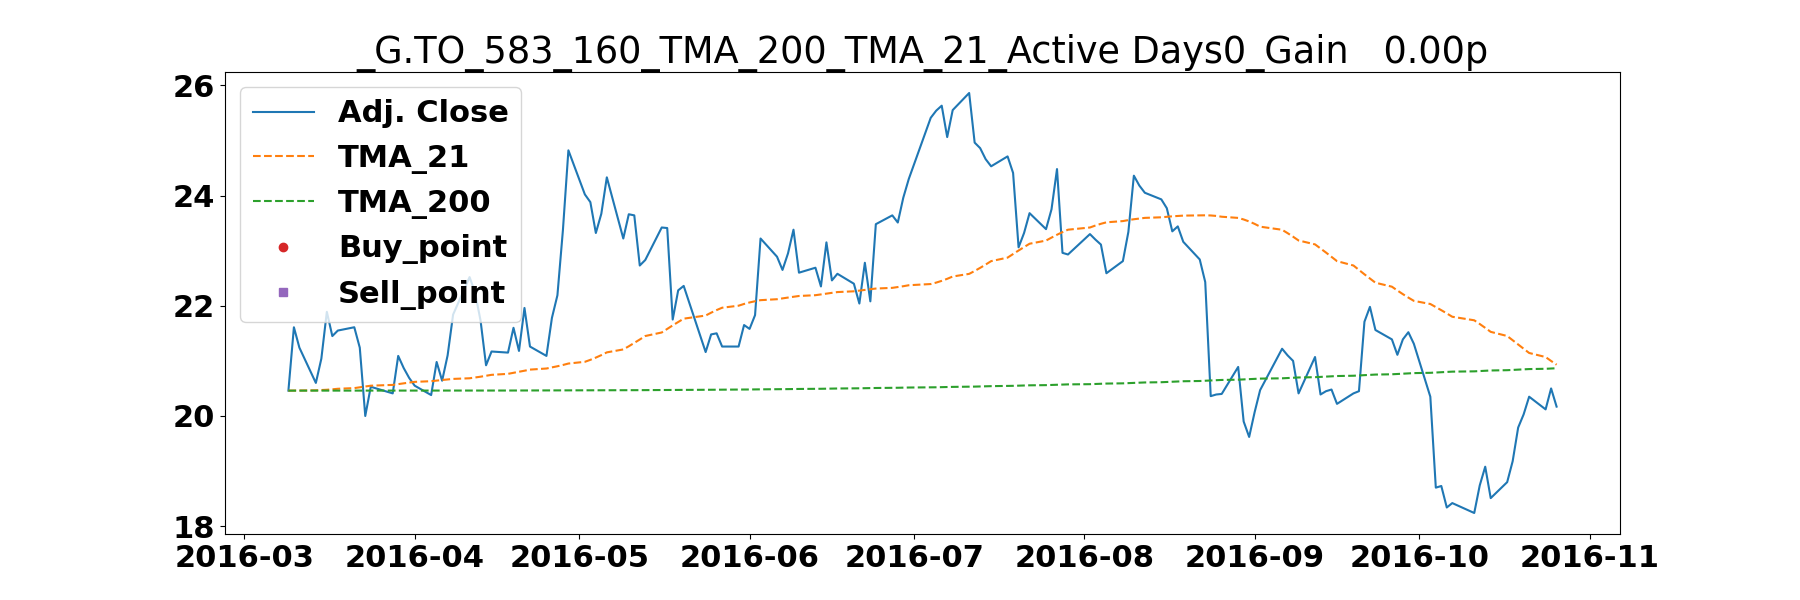 _G.TO_583_160_TMA_200_TMA_21_Active Days0_Gain   0.00p
26
24
22
20
18
Adj. Close
TMA_21
TMA_200
Buy_point
Sell_point
2016-03 2016-04 2016-05 2016-06 2016-07 2016-08 2016-09 2016-10 2016-11